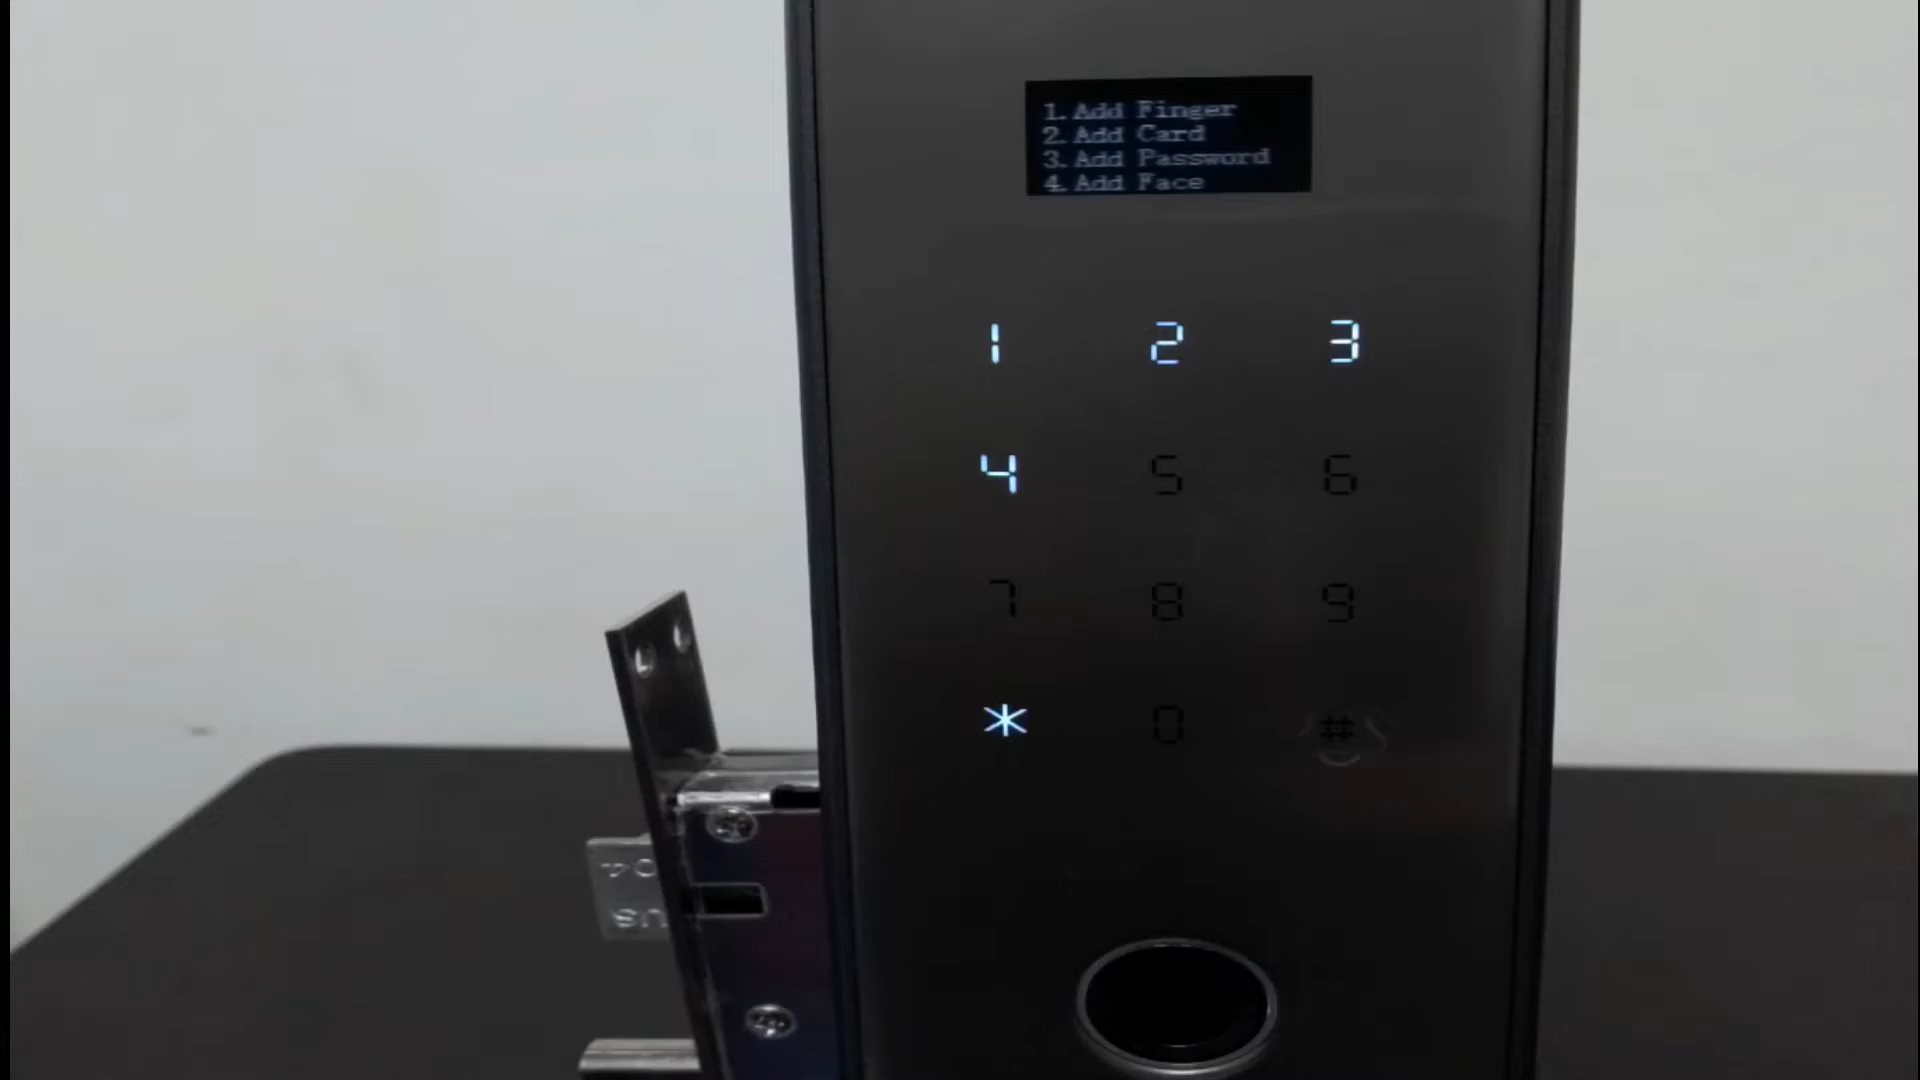 1. Add Finger
2. Add Card
3. Add Password
4. Add Face
1 2 3
4 5 6
7 8 9
* 0 #